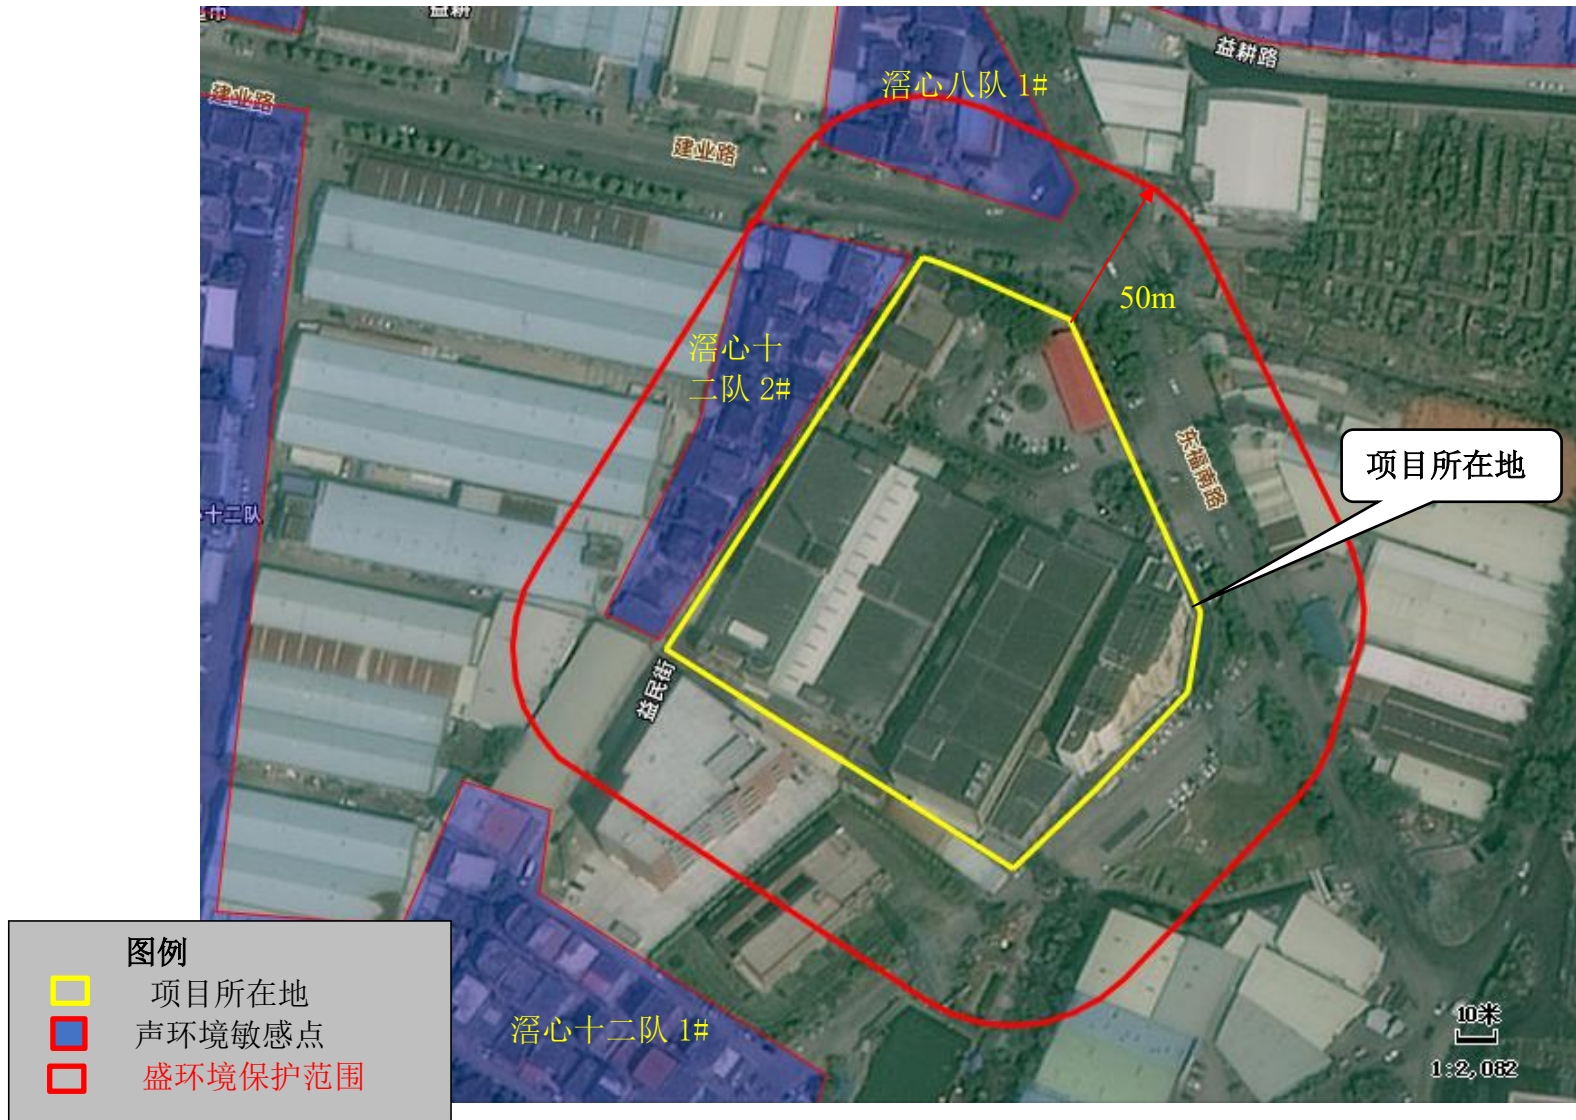 益耕
益耕路
滘心八队 1#
建业路
建业路
50m
滘心十
二队 2#
东福南路
项目所在地
十二队
益民街
图例
项目所在地
声环境敏感点
盛环境保护范围
滘心十二队 1#
10米
1:2,082